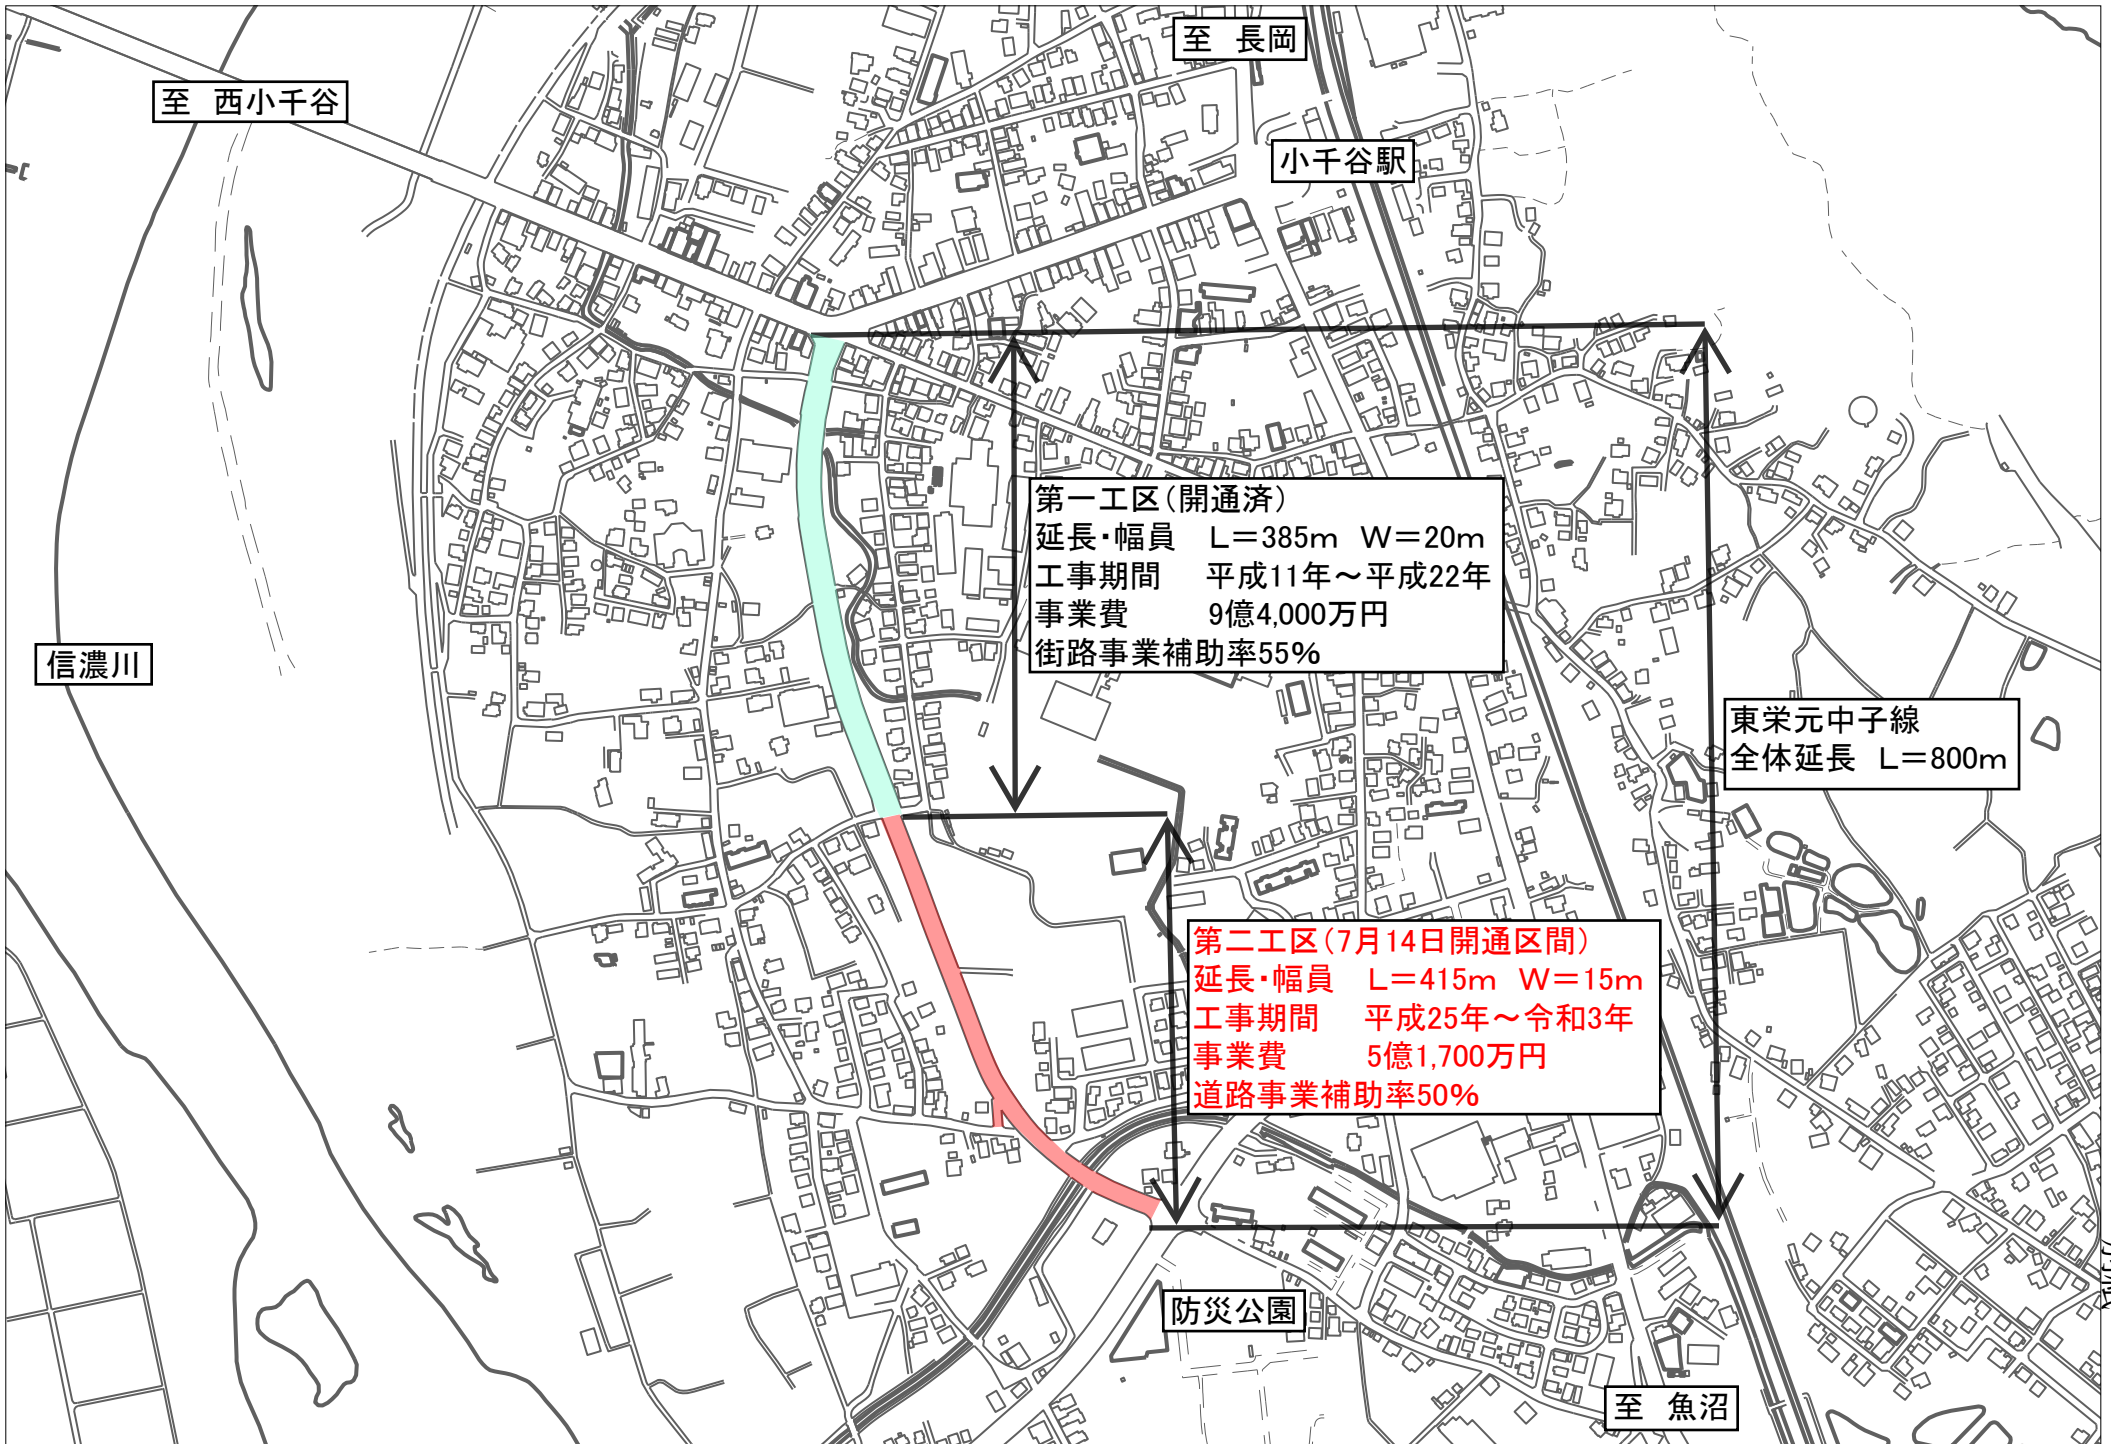 至 長岡
至 西小千谷
小千谷駅
第一工区(開通済)
延長・幅員 L=385m W=20m
工事期間 平成11年～平成22年
事業費 9億4,000万円
街路事業補助率55%
信濃川
東栄元中子線
全体延長 L=800m
第二工区(7月14日開通区間)
延長・幅員 L=415m W=15m
工事期間 平成25年～令和3年
事業費 5億1,700万円
道路事業補助率50%
防災公園
至 魚沼